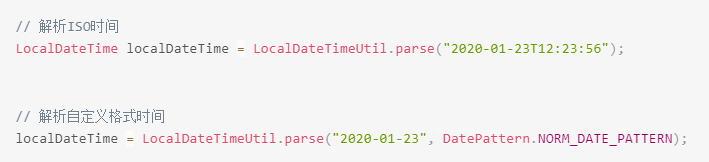 // 解析ISO时间
LocalDateTime localDateTime = LocalDateTimeUtil.parse("2020-01-23T12:23:56");
// 解析自定义格式时间
localDateTime = LocalDateTimeUtil.parse("2020-01-23", DatePattern.NORM_DATE_PATTERN);